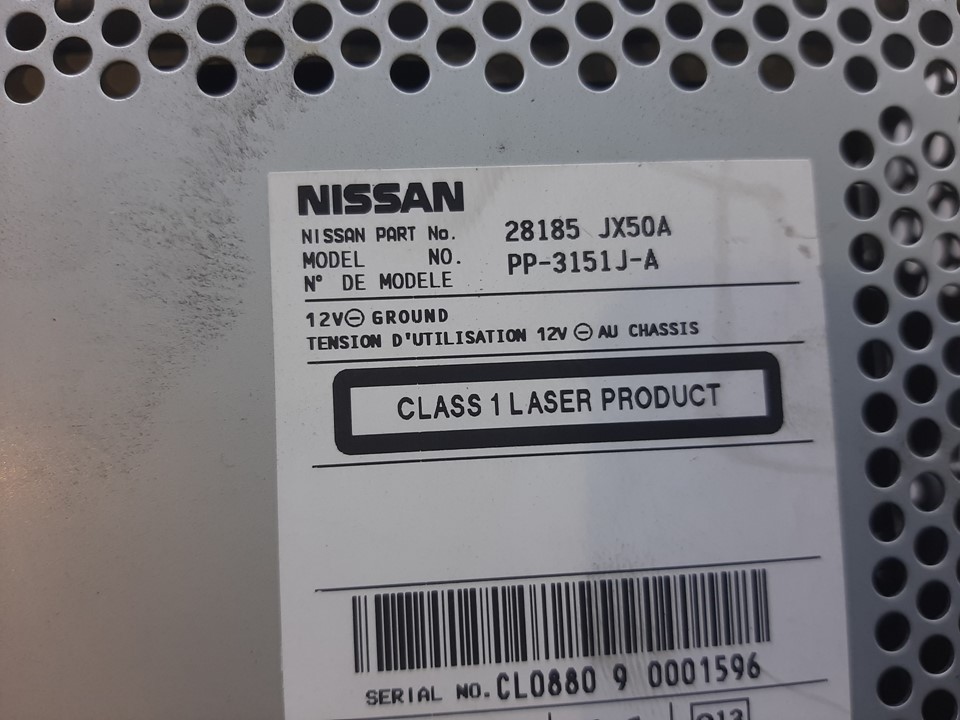 NISSAN
NISSAN PART No. 28185 JX50A
MODEL NO. PP-3151J-A
N° DE MODELE
12V⊖ GROUND
TENSION D'UTILISATION 12V ⊖ AU CHASSIS
CLASS 1 LASER PRODUCT
SERIAL NO. CL0880 9 0001596